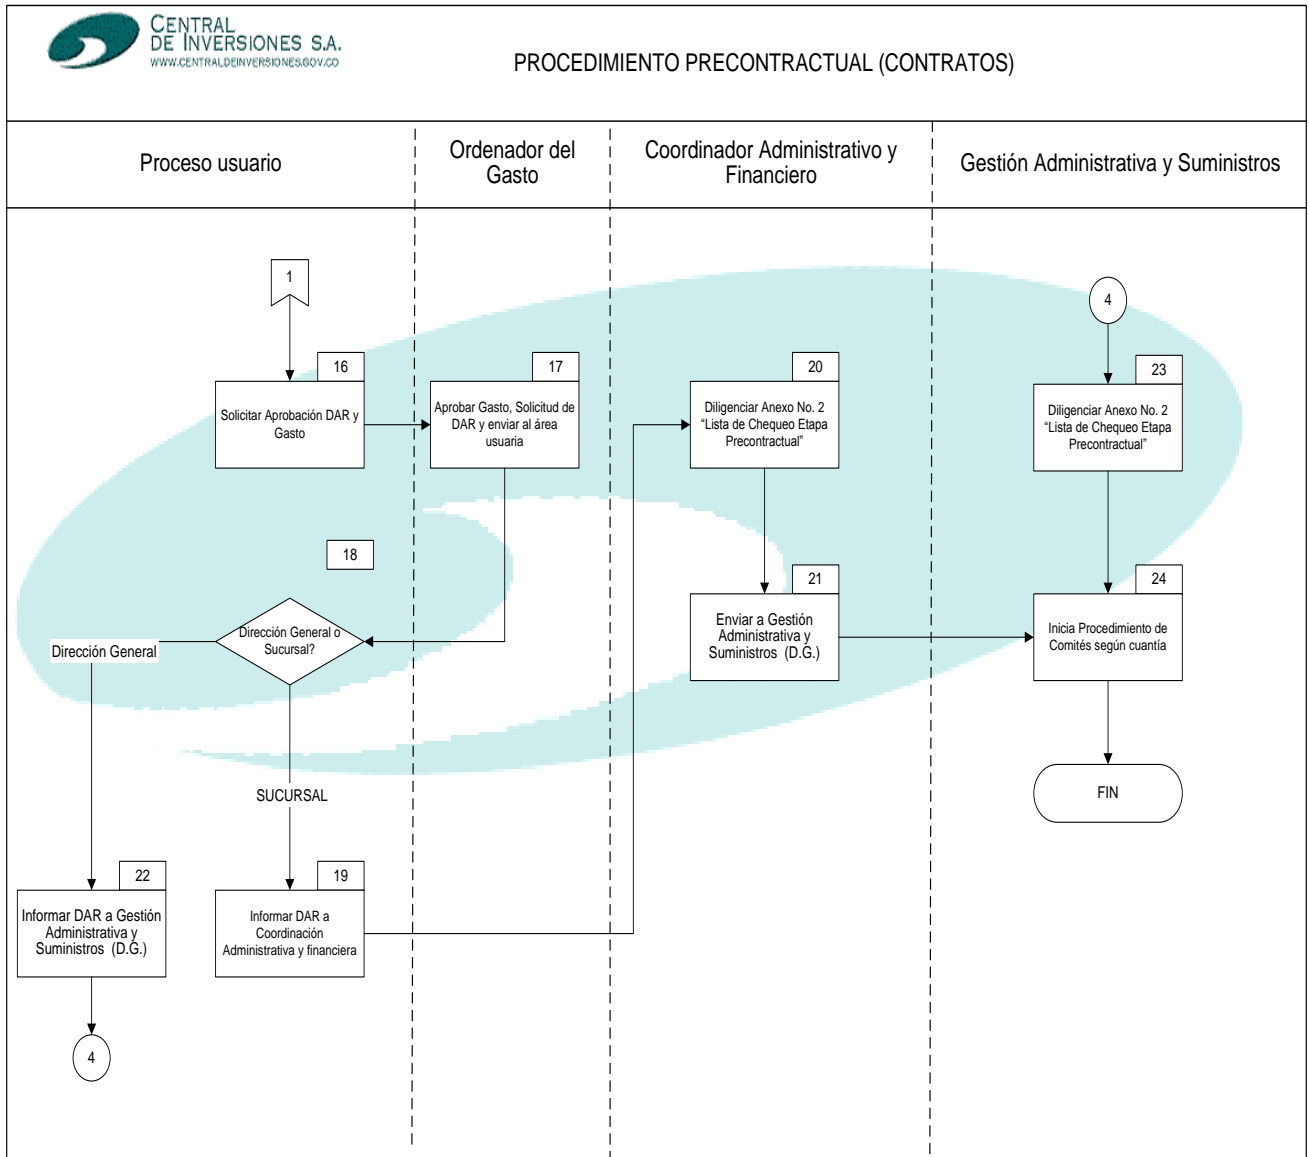 CENTRAL
DE INVERSIONES S.A.
WWW.CENTRALDEINVERSIONES.GOV.CO
PROCEDIMIENTO PRECONTRACTUAL (CONTRATOS)
Proceso usuario
Ordenador del
Gasto
Coordinador Administrativo y
Financiero
Gestión Administrativa y Suministros
1
4
16
Solicitar Aprobación DAR y
Gasto
17
Aprobar Gasto, Solicitud de
DAR y enviar al área
usuaria
20
Diligenciar Anexo No. 2
“Lista de Chequeo Etapa
Precontractual”
23
Diligenciar Anexo No. 2
“Lista de Chequeo Etapa
Precontractual”
18
Dirección General o
Sucursal?
Dirección General
SUCURSAL
21
Enviar a Gestión
Administrativa y
Suministros (D.G.)
24
Inicia Procedimiento de
Comités según cuantía
FIN
22
Informar DAR a Gestión
Administrativa y
Suministros (D.G.)
19
Informar DAR a
Coordinación
Administrativa y financiera
4